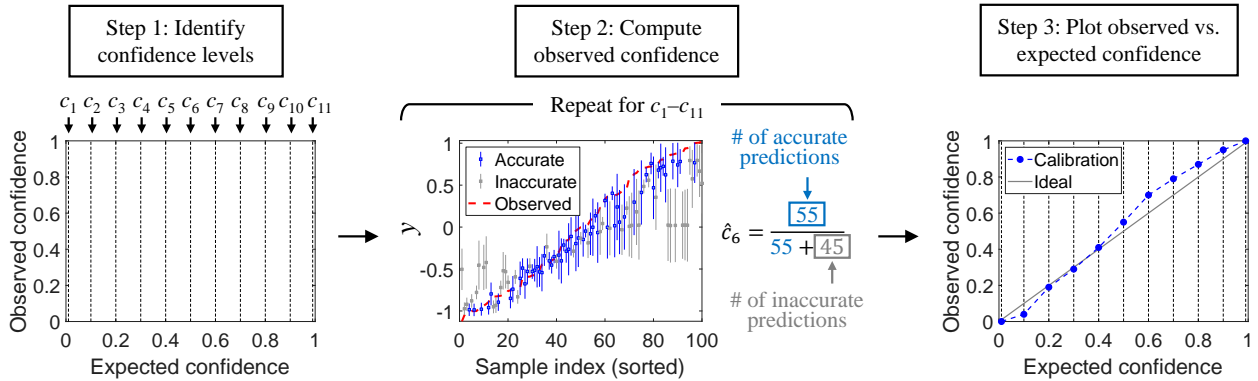 Step 1: Identify
confidence levels
c₁ c₂ c₃ c₄ c₅ c₆ c₇ c₈ c₉ c₁₀ c₁₁
Observed confidence
1
0.8
0.6
0.4
0.2
0
0 0.2 0.4 0.6 0.8 1
Expected confidence
Step 2: Compute
observed confidence
Repeat for c₁–c₁₁
y
1
0.5
0
-0.5
-1
Accurate
Inaccurate
Observed
0 20 40 60 80 100
Sample index (sorted)
# of accurate
predictions
ĉ₆ = 55
55 + 45
# of inaccurate
predictions
Step 3: Plot observed vs.
expected confidence
Observed confidence
1
0.8
0.6
0.4
0.2
0
Calibration
Ideal
0 0.2 0.4 0.6 0.8 1
Expected confidence